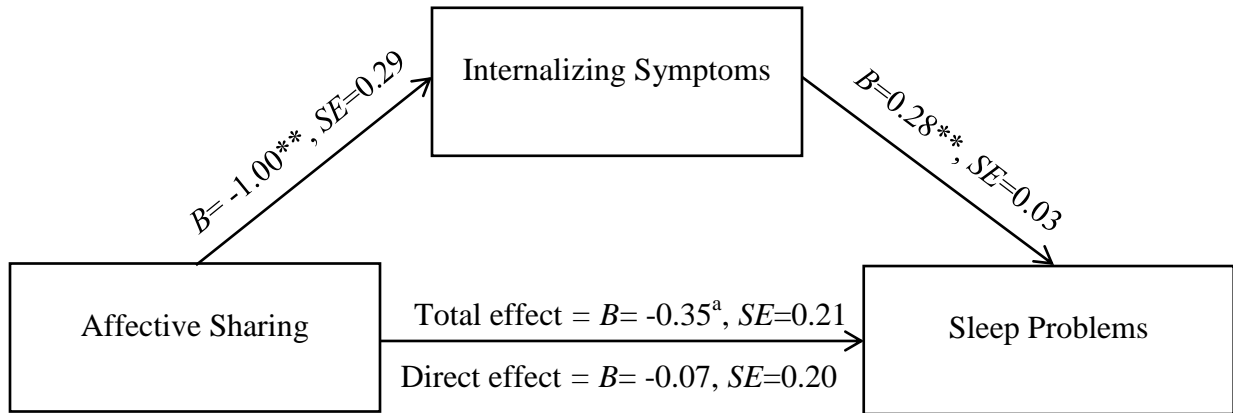 Internalizing Symptoms
B= -1.00** , SE=0.29
B=0.28**, SE=0.03
Affective Sharing
Total effect = B= -0.35ᵃ, SE=0.21
Direct effect = B= -0.07, SE=0.20
Sleep Problems